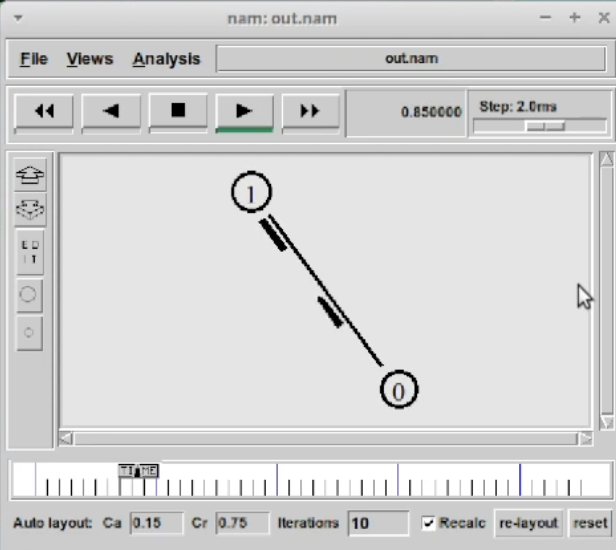 nam: out.nam
File Views Analysis out.nam
0.850000 Step: 2.0ms
1
E D
I T
0
TIME
Auto layout: Ca 0.15 Cr 0.75 Iterations 10 Recalc re-layout reset